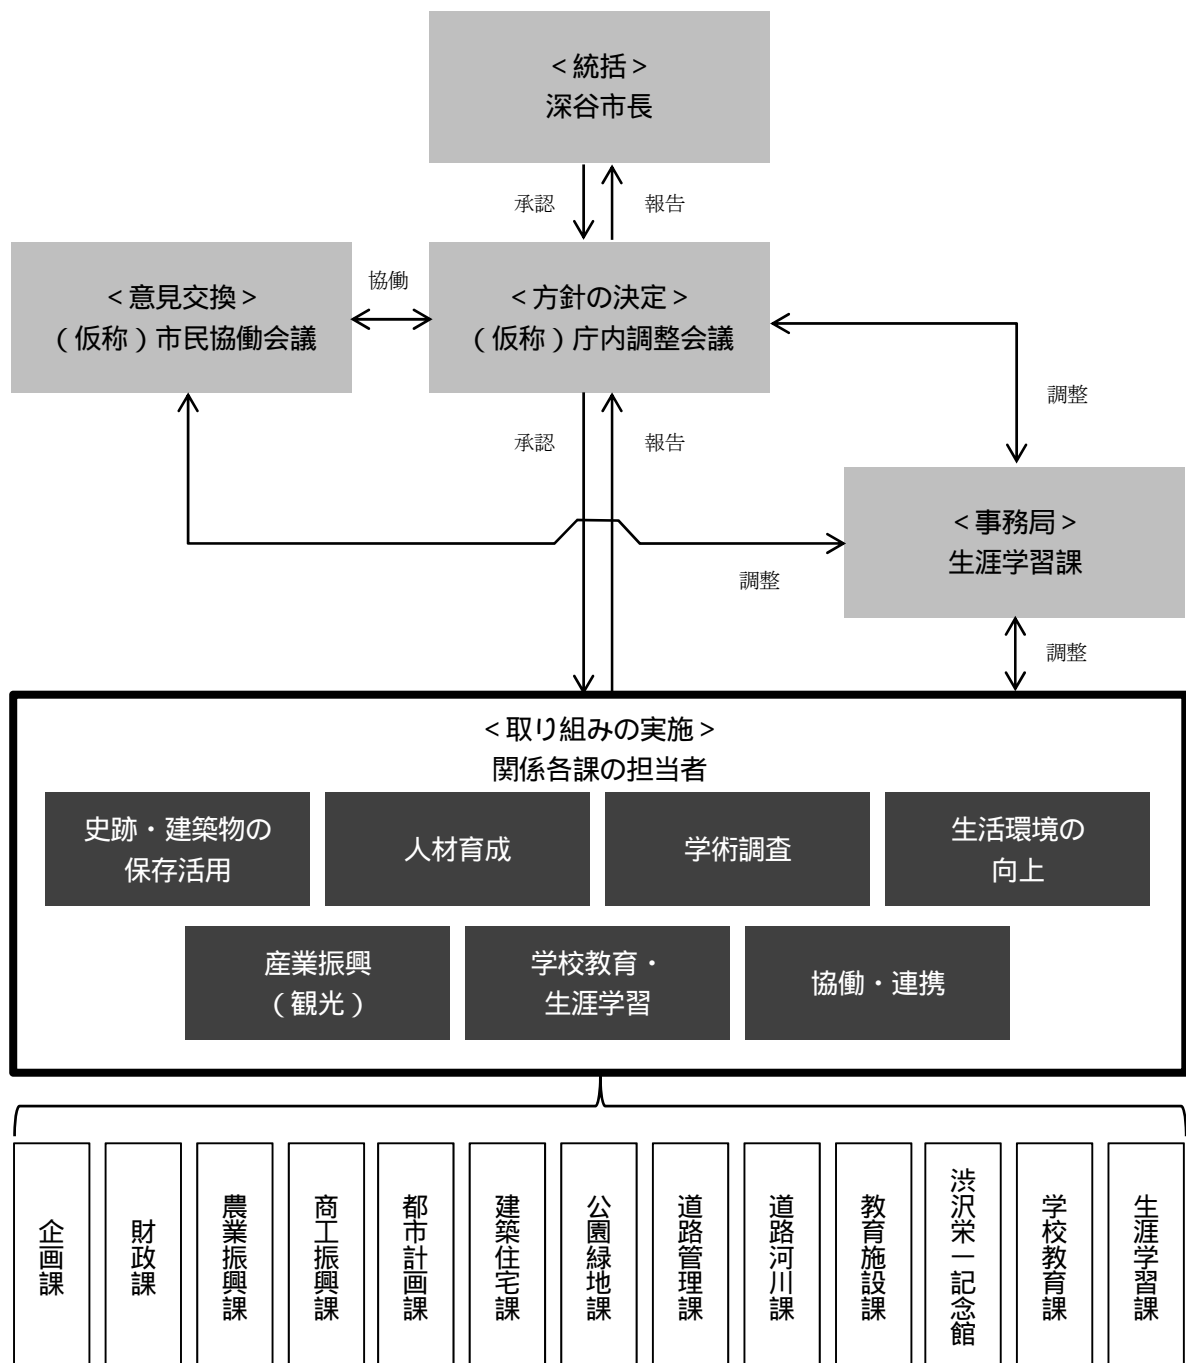 ＜統括＞
深谷市長
承認
報告
＜意見交換＞
（仮称）市民協働会議
協働
＜方針の決定＞
（仮称）庁内調整会議
調整
承認
報告
＜事務局＞
生涯学習課
調整
調整
＜取り組みの実施＞
関係各課の担当者
史跡・建築物の
保存活用
人材育成
学術調査
生活環境の
向上
産業振興
（観光）
学校教育・
生涯学習
協働・連携
企画課
財政課
農業振興課
商工振興課
都市計画課
建築住宅課
公園緑地課
道路管理課
道路河川課
教育施設課
渋沢栄一記念館
学校教育課
生涯学習課